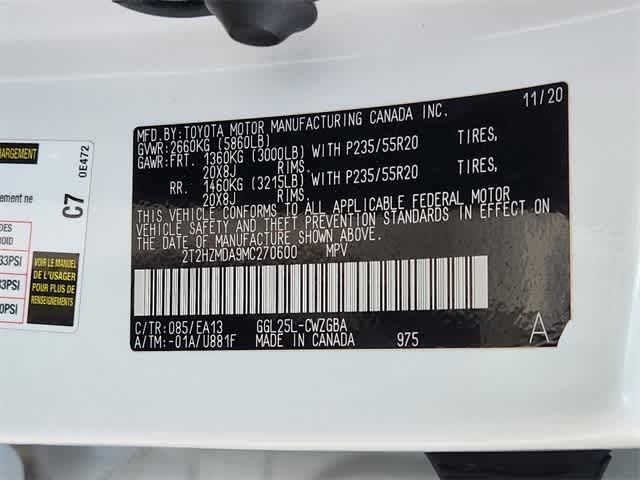 MFD.BY:TOYOTA MOTOR MANUFACTURING CANADA INC. 11/20
GVWR:2660KG (5860LB)
GAWR:FRT. 1360KG (3000LB) WITH P235/55R20 TIRES,
20X8J RIMS.
RR. 1460KG (3215LB) WITH P235/55R20 TIRES,
20X8J RIMS.
THIS VEHICLE CONFORMS TO ALL APPLICABLE FEDERAL MOTOR
VEHICLE SAFETY AND THEFT PREVENTION STANDARDS IN EFFECT ON
THE DATE OF MANUFACTURE SHOWN ABOVE.
2T2HZMDA9MC270600 MPV
C/TR:085/EA13 GGL25L-CWZGBA A
A/TM:-01A/U881F MADE IN CANADA 975
CHARGEMENT
C7 0E472
VOIR LE MANUEL
DE L'USAGER
POUR PLUS DE
RENSEIGNEMENTS